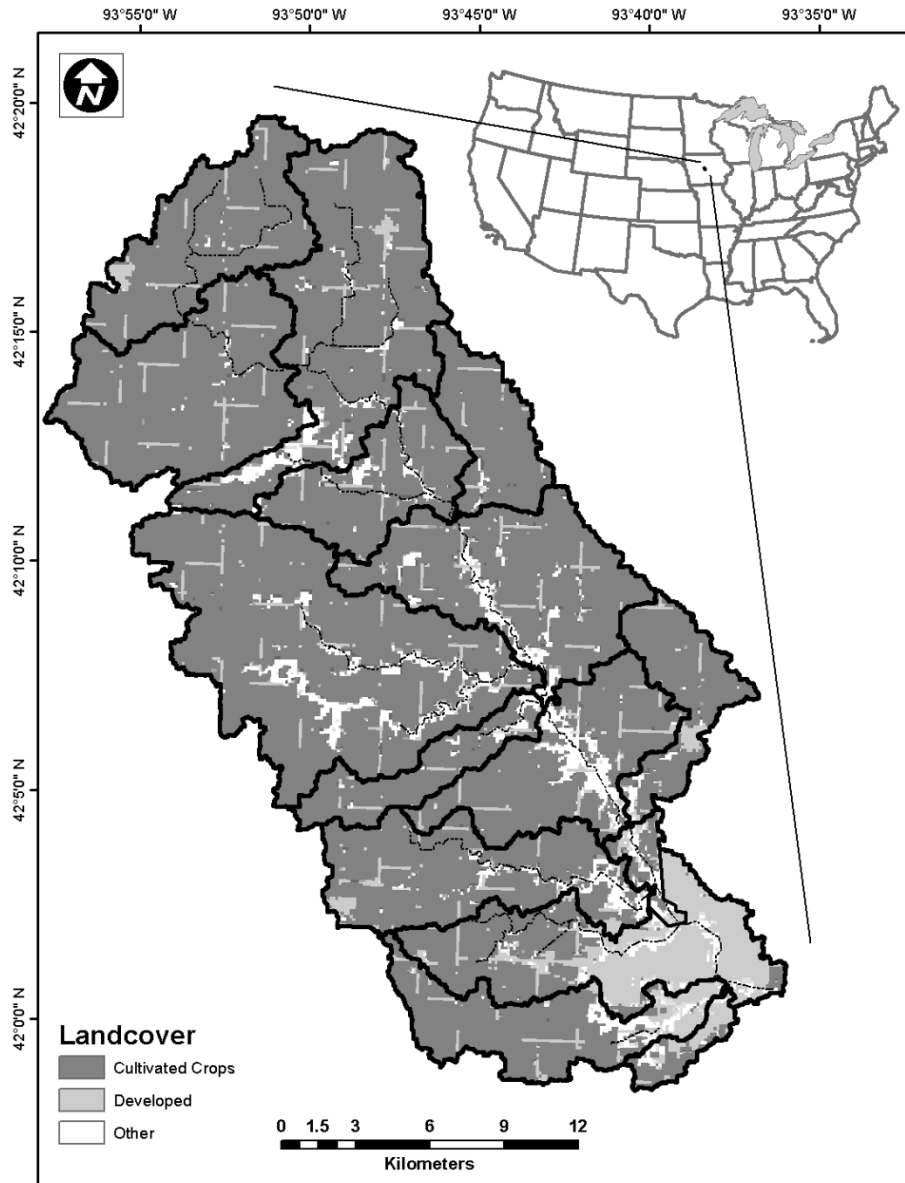 93°55'0" W 93°50'0" W 93°45'0" W 93°40'0" W 93°35'0" W
N
42°20'0" N
42°15'0" N
42°10'0" N
42°5'0" N
42°0'0" N
Landcover
Cultivated Crops
Developed
Other
0 1.5 3 6 9 12
Kilometers